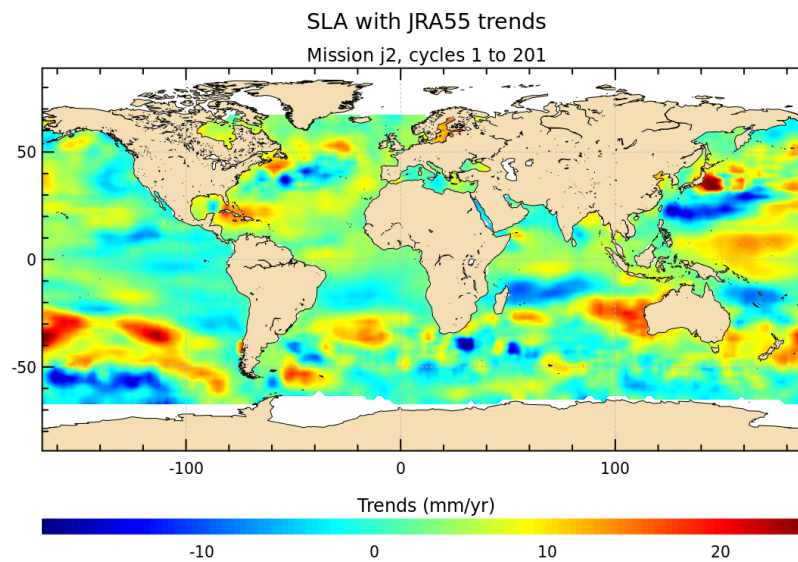 SLA with JRA55 trends
Mission j2, cycles 1 to 201
50
0
-50
-100 0 100
Trends (mm/yr)
-10 0 10 20